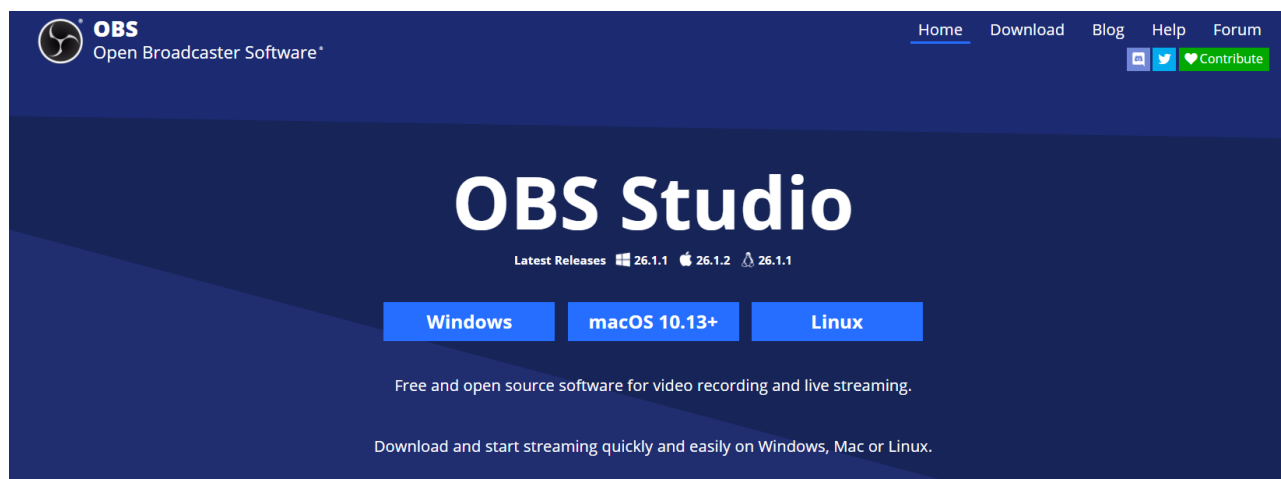 OBS
Open Broadcaster Software®
Home Download Blog Help Forum
Contribute
OBS Studio
Latest Releases 26.1.1 26.1.2 26.1.1
Windows macOS 10.13+ Linux
Free and open source software for video recording and live streaming.
Download and start streaming quickly and easily on Windows, Mac or Linux.